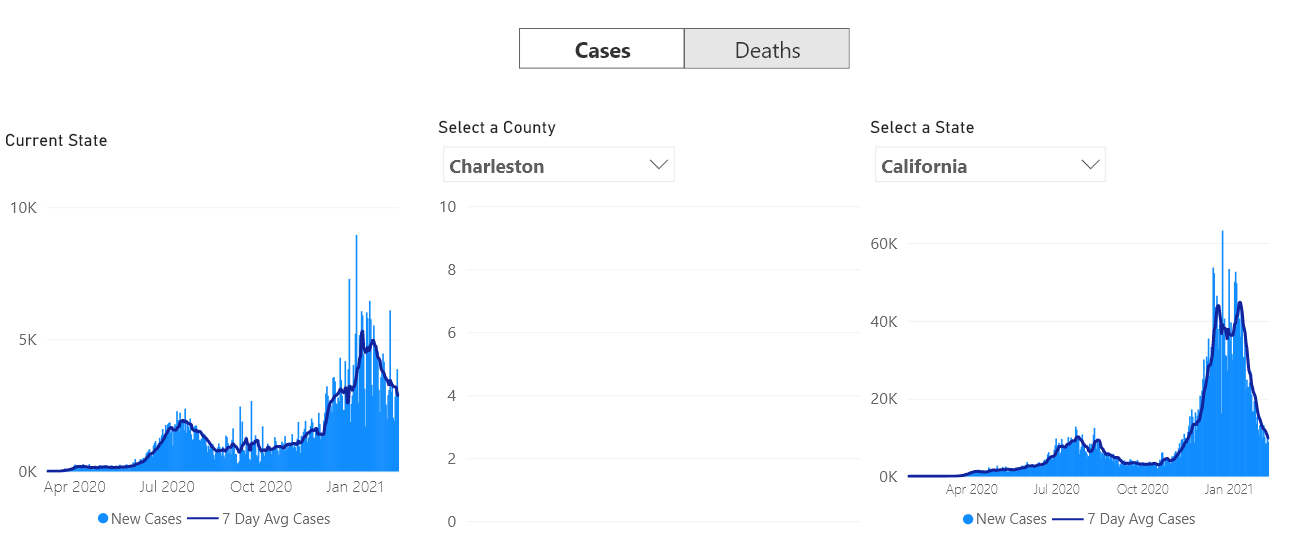 Cases Deaths
Current State
10K
5K
0K
Apr 2020 Jul 2020 Oct 2020 Jan 2021
New Cases 7 Day Avg Cases
Select a County
Charleston
10
8
6
4
2
0
Select a State
California
60K
40K
20K
0K
Apr 2020 Jul 2020 Oct 2020 Jan 2021
New Cases 7 Day Avg Cases